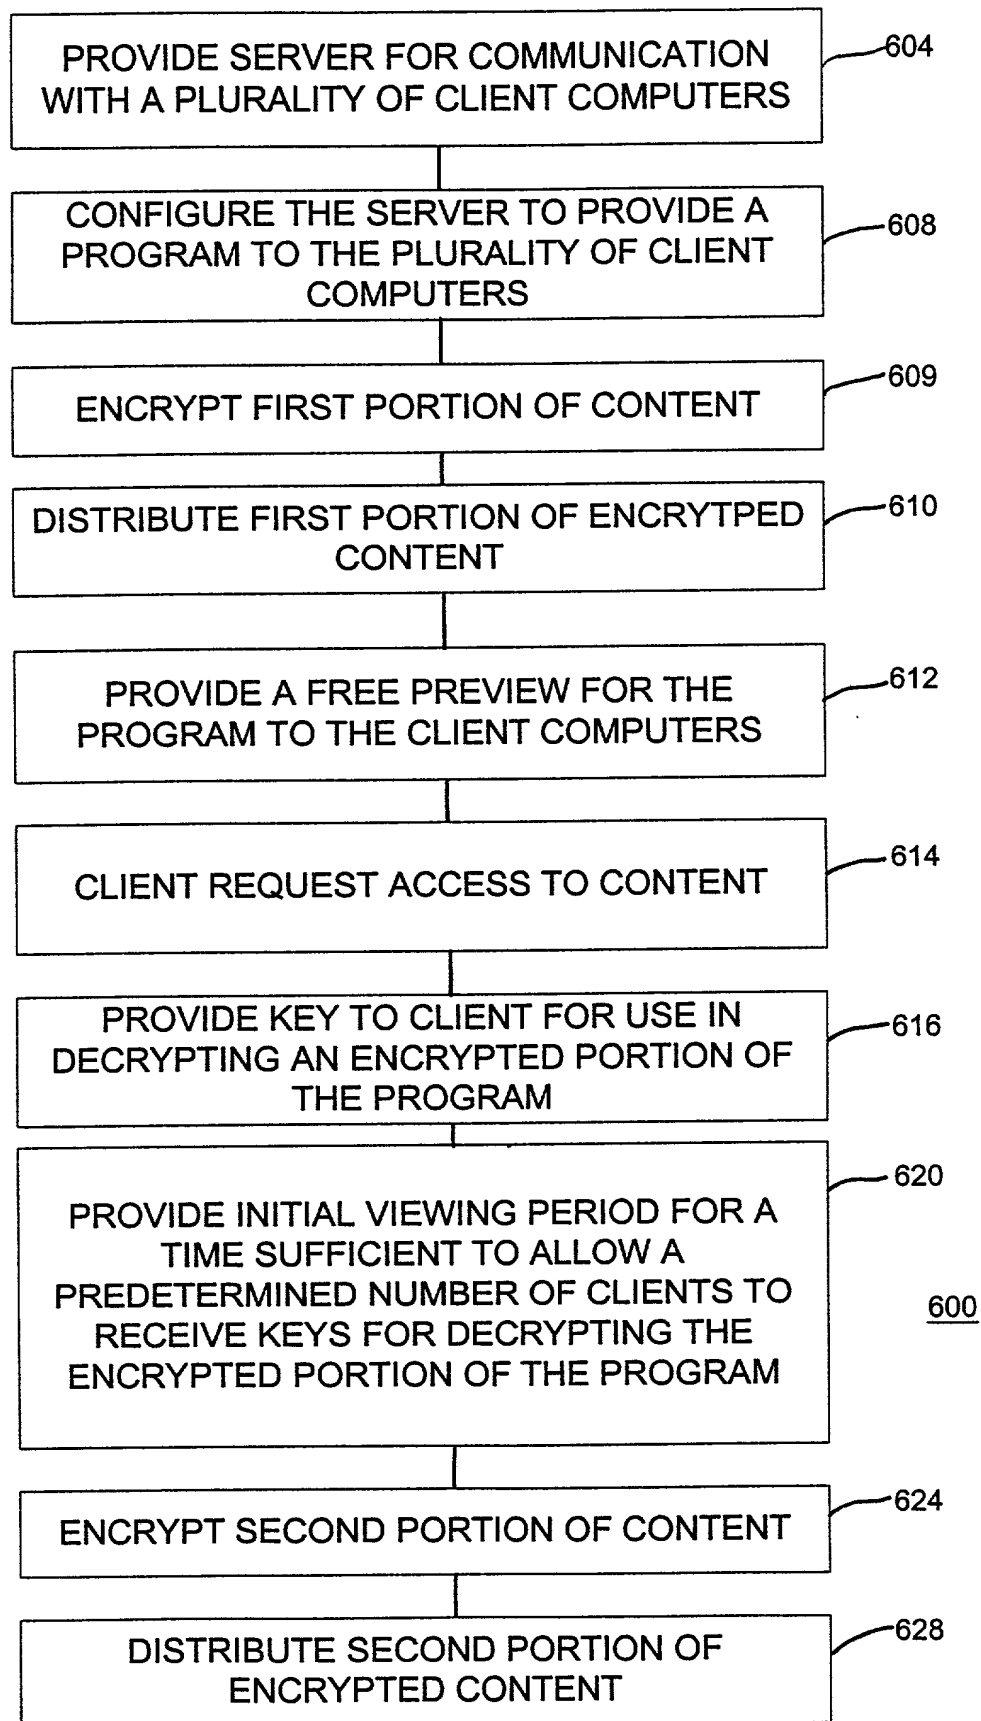 PROVIDE SERVER FOR COMMUNICATION
WITH A PLURALITY OF CLIENT COMPUTERS
604
CONFIGURE THE SERVER TO PROVIDE A
PROGRAM TO THE PLURALITY OF CLIENT
COMPUTERS
608
ENCRYPT FIRST PORTION OF CONTENT
609
DISTRIBUTE FIRST PORTION OF ENCRYTPED
CONTENT
610
PROVIDE A FREE PREVIEW FOR THE
PROGRAM TO THE CLIENT COMPUTERS
612
CLIENT REQUEST ACCESS TO CONTENT
614
PROVIDE KEY TO CLIENT FOR USE IN
DECRYPTING AN ENCRYPTED PORTION OF
THE PROGRAM
616
PROVIDE INITIAL VIEWING PERIOD FOR A
TIME SUFFICIENT TO ALLOW A
PREDETERMINED NUMBER OF CLIENTS TO
RECEIVE KEYS FOR DECRYPTING THE
ENCRYPTED PORTION OF THE PROGRAM
620
600
ENCRYPT SECOND PORTION OF CONTENT
624
DISTRIBUTE SECOND PORTION OF
ENCRYPTED CONTENT
628